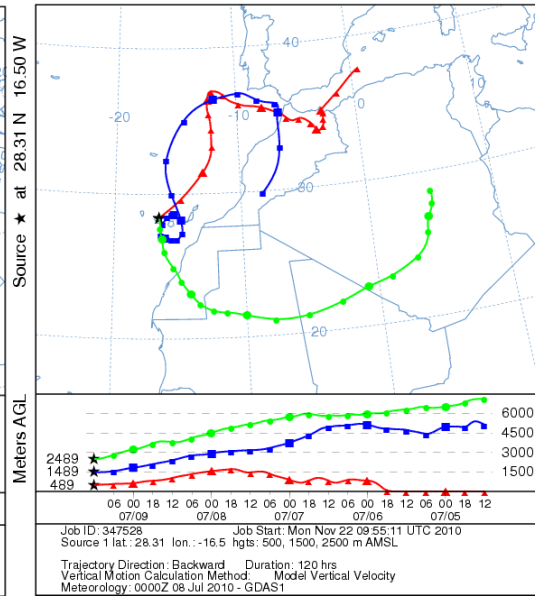 Source ★ at 28.31 N 16.50 W
40
-20
-10
0
10
30
20
Meters AGL
2489
1489
489
6000
4500
3000
1500
06 00 18 12 06 00 18 12 06 00 18 12 06 00 18 12 06 00 18 12
07/09 07/08 07/07 07/06 07/05
Job ID: 347528 Job Start: Mon Nov 22 09:55:11 UTC 2010
Source 1 lat.: 28.31 lon.: -16.5 hgts: 500, 1500, 2500 m AMSL
Trajectory Direction: Backward Duration: 120 hrs
Vertical Motion Calculation Method: Model Vertical Velocity
Meteorology: 0000Z 08 Jul 2010 - GDAS1